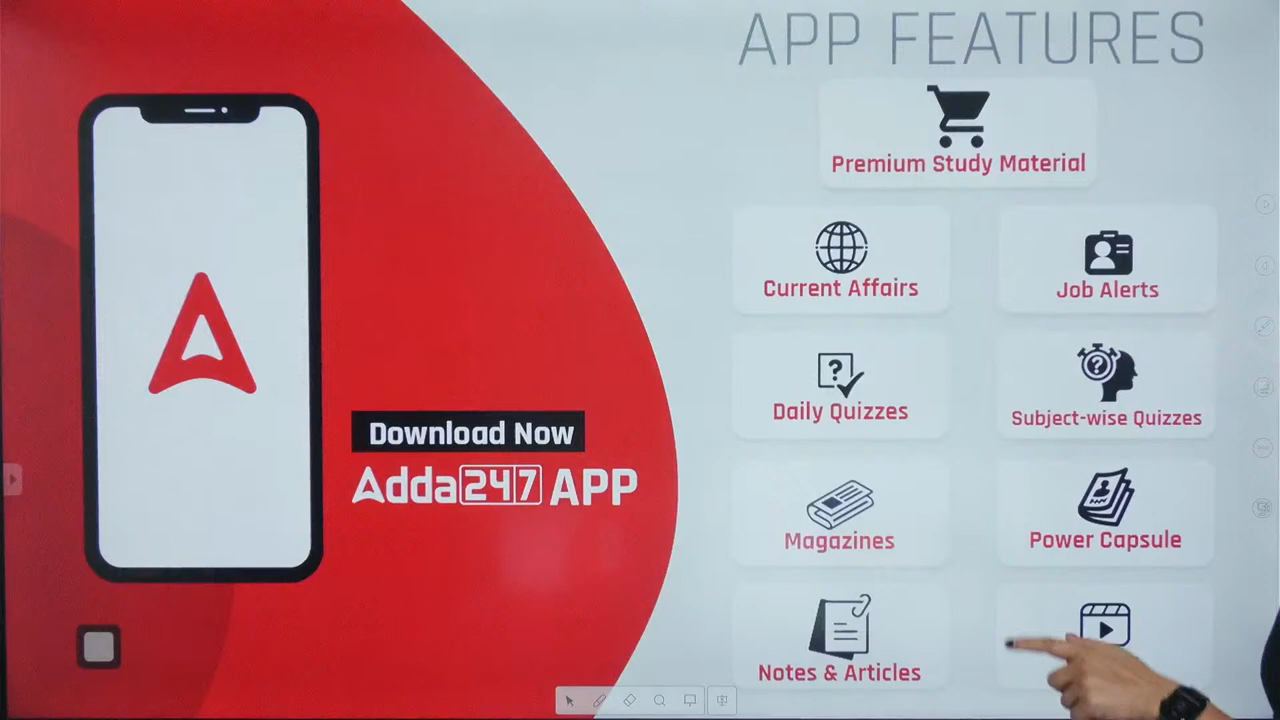 APP FEATURES
Premium Study Material
Current Affairs
Job Alerts
Daily Quizzes
Subject-wise Quizzes
Magazines
Power Capsule
Notes & Articles
Download Now
Adda247 APP